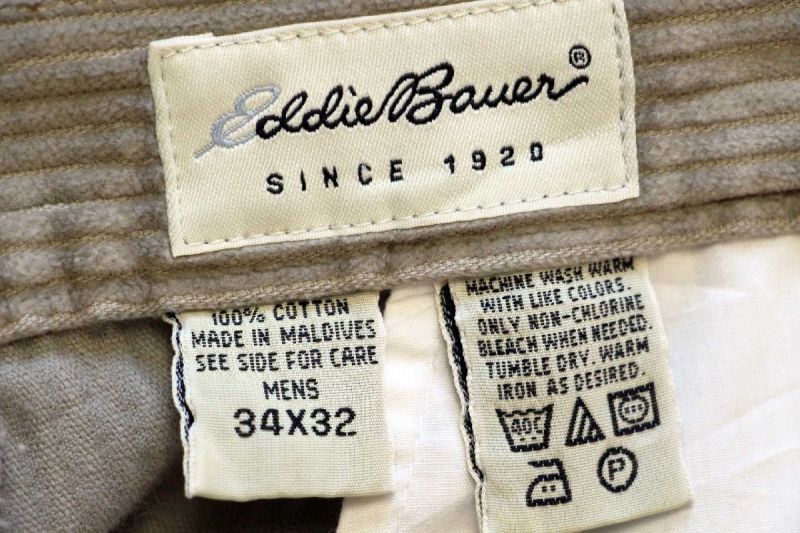 Eddie Bauer®
SINCE 1920
100% COTTON
MADE IN MALDIVES
SEE SIDE FOR CARE
MENS
34X32
MACHINE WASH WARM
WITH LIKE COLORS.
ONLY NON-CHLORINE
BLEACH WHEN NEEDED.
TUMBLE DRY. WARM
IRON AS DESIRED.
40C
P